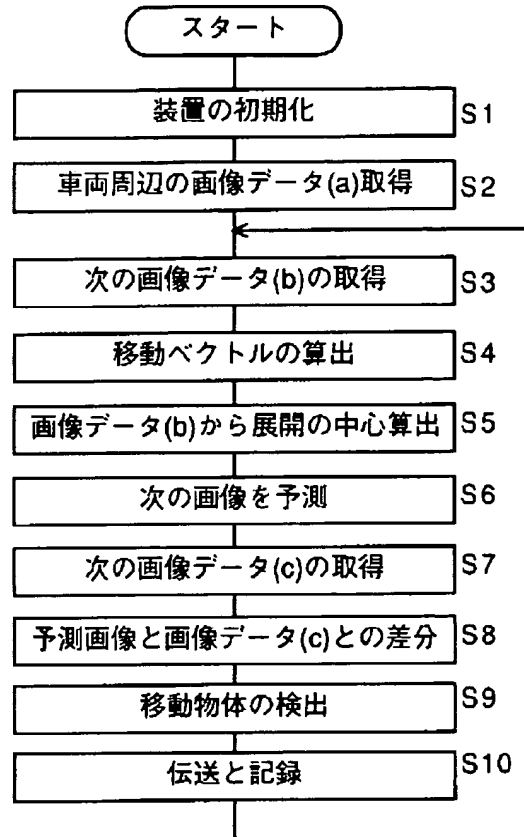 スタート
装置の初期化 S1
車両周辺の画像データ(a)取得 S2
次の画像データ(b)の取得 S3
移動ベクトルの算出 S4
画像データ(b)から展開の中心算出 S5
次の画像を予測 S6
次の画像データ(c)の取得 S7
予測画像と画像データ(c)との差分 S8
移動物体の検出 S9
伝送と記録 S10